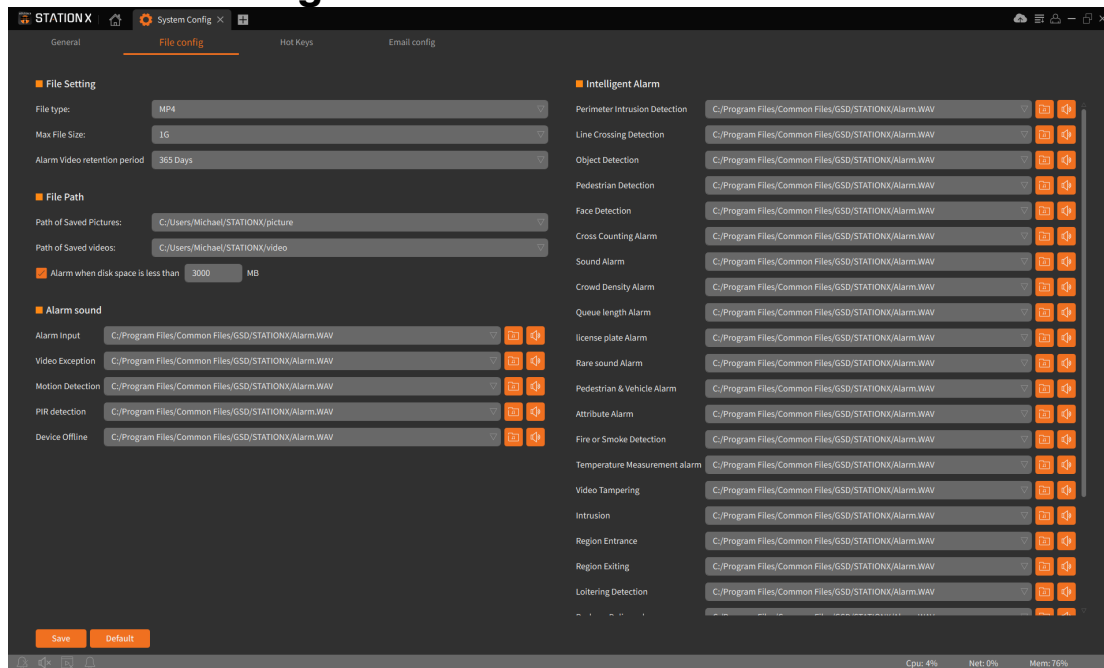 STATION X
System Config
General
File config
Hot Keys
Email config
File Setting
File type:
MP4
Max File Size:
1G
Alarm Video retention period
365 Days
File Path
Path of Saved Pictures:
C:/Users/Michael/STATIONX/picture
Path of Saved videos:
C:/Users/Michael/STATIONX/video
Alarm when disk space is less than 3000 MB
Alarm sound
Alarm Input
C:/Program Files/Common Files/GSD/STATIONX/Alarm.WAV
Video Exception
C:/Program Files/Common Files/GSD/STATIONX/Alarm.WAV
Motion Detection
C:/Program Files/Common Files/GSD/STATIONX/Alarm.WAV
PIR detection
C:/Program Files/Common Files/GSD/STATIONX/Alarm.WAV
Device Offline
C:/Program Files/Common Files/GSD/STATIONX/Alarm.WAV
Intelligent Alarm
Perimeter Intrusion Detection
C:/Program Files/Common Files/GSD/STATIONX/Alarm.WAV
Line Crossing Detection
C:/Program Files/Common Files/GSD/STATIONX/Alarm.WAV
Object Detection
C:/Program Files/Common Files/GSD/STATIONX/Alarm.WAV
Pedestrian Detection
C:/Program Files/Common Files/GSD/STATIONX/Alarm.WAV
Face Detection
C:/Program Files/Common Files/GSD/STATIONX/Alarm.WAV
Cross Counting Alarm
C:/Program Files/Common Files/GSD/STATIONX/Alarm.WAV
Sound Alarm
C:/Program Files/Common Files/GSD/STATIONX/Alarm.WAV
Crowd Density Alarm
C:/Program Files/Common Files/GSD/STATIONX/Alarm.WAV
Queue length Alarm
C:/Program Files/Common Files/GSD/STATIONX/Alarm.WAV
license plate Alarm
C:/Program Files/Common Files/GSD/STATIONX/Alarm.WAV
Rare sound Alarm
C:/Program Files/Common Files/GSD/STATIONX/Alarm.WAV
Pedestrian & Vehicle Alarm
C:/Program Files/Common Files/GSD/STATIONX/Alarm.WAV
Attribute Alarm
C:/Program Files/Common Files/GSD/STATIONX/Alarm.WAV
Fire or Smoke Detection
C:/Program Files/Common Files/GSD/STATIONX/Alarm.WAV
Temperature Measurement alarm
C:/Program Files/Common Files/GSD/STATIONX/Alarm.WAV
Video Tampering
C:/Program Files/Common Files/GSD/STATIONX/Alarm.WAV
Intrusion
C:/Program Files/Common Files/GSD/STATIONX/Alarm.WAV
Region Entrance
C:/Program Files/Common Files/GSD/STATIONX/Alarm.WAV
Region Exiting
C:/Program Files/Common Files/GSD/STATIONX/Alarm.WAV
Loitering Detection
C:/Program Files/Common Files/GSD/STATIONX/Alarm.WAV
Save
Default
Cpu: 4%
Net: 0%
Mem: 76%